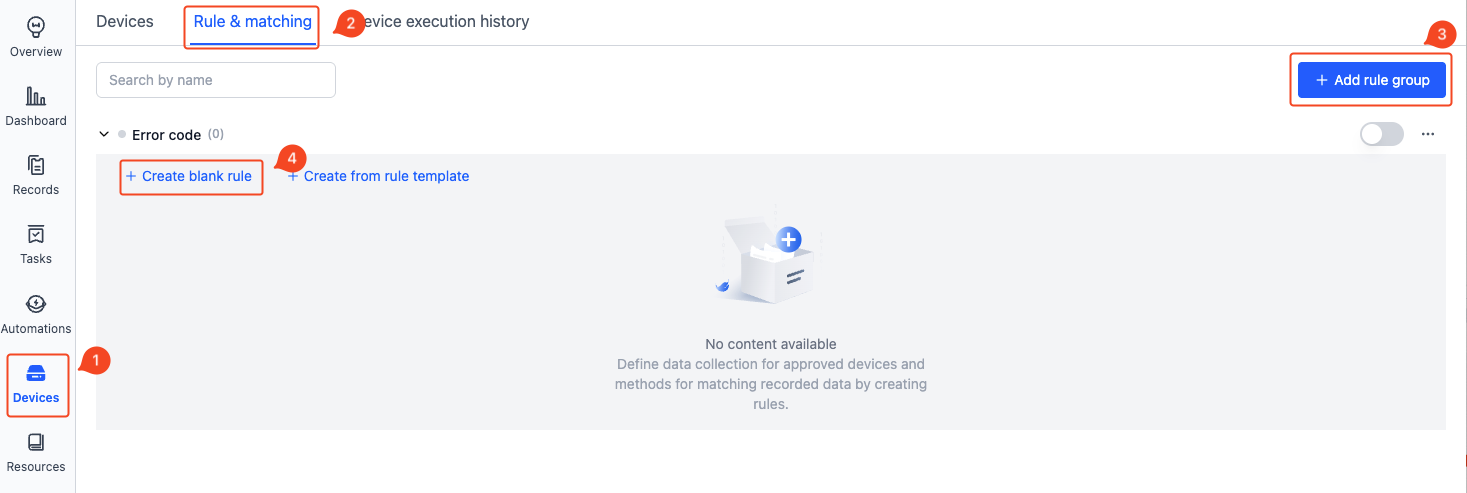 Overview
Dashboard
Records
Tasks
Automations
1
Devices
Resources
Devices
Rule & matching
2
evice execution history
3
Search by name
+ Add rule group
Error code (0)
4
+ Create blank rule
+ Create from rule template
No content available
Define data collection for approved devices and
methods for matching recorded data by creating
rules.